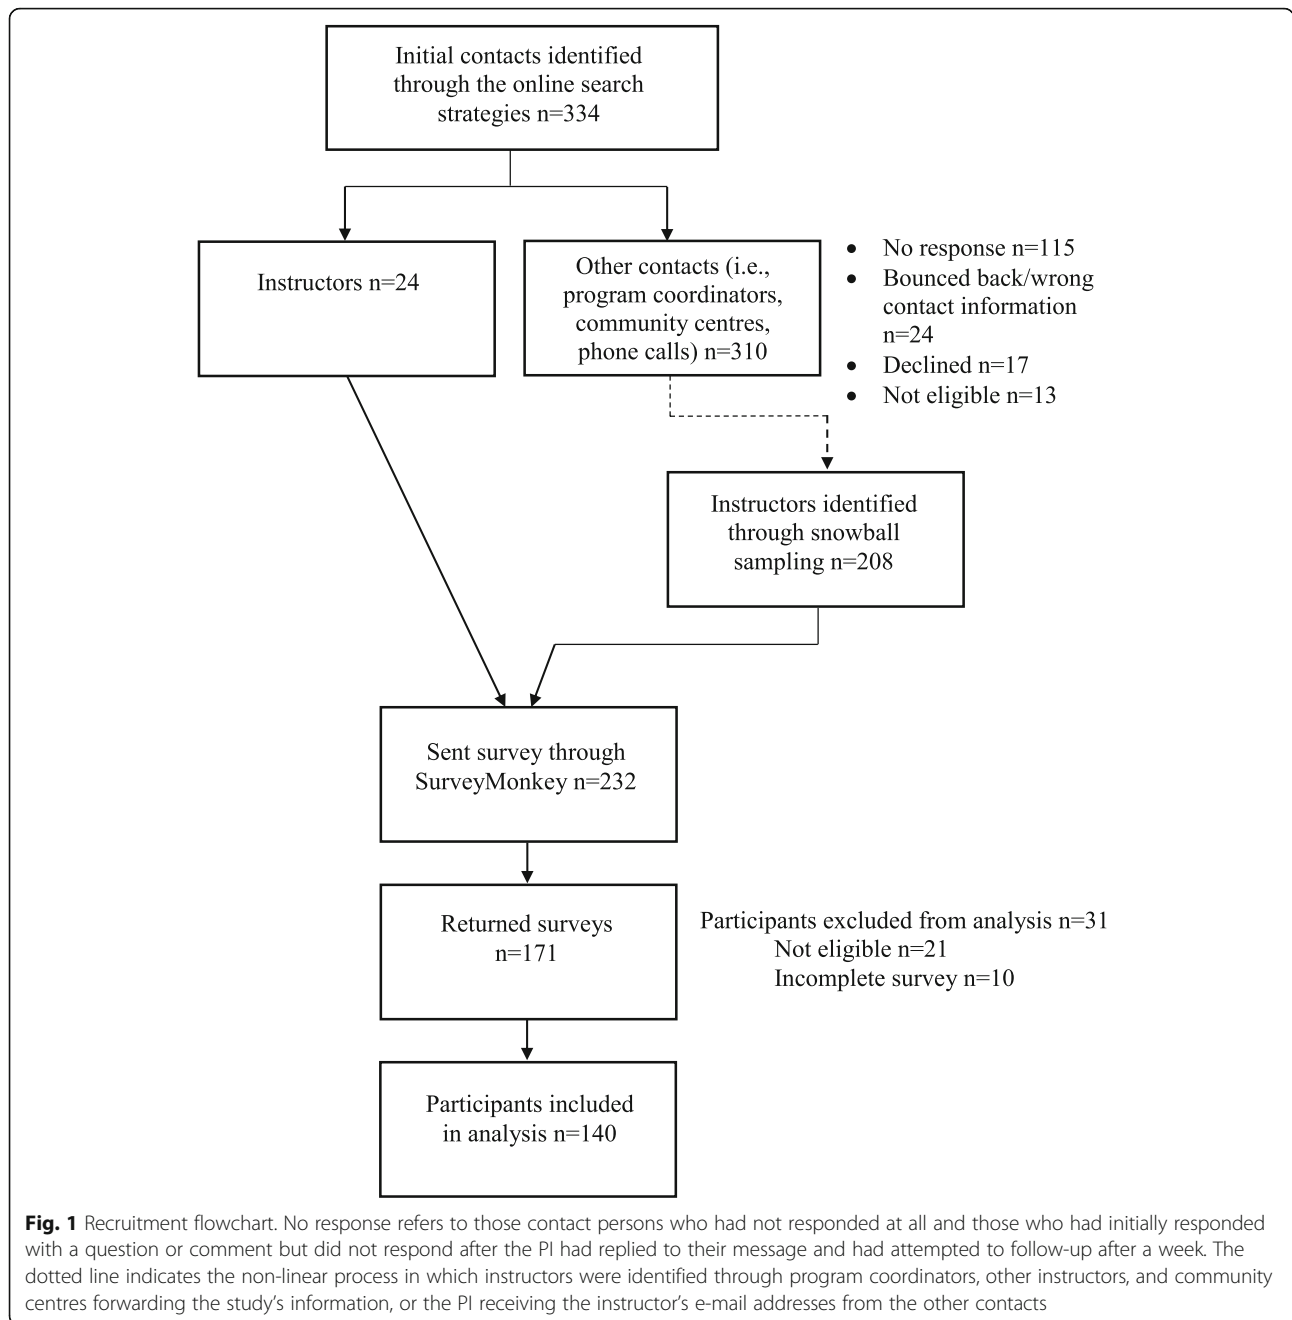 Initial contacts identified
through the online search
strategies n=334
Instructors n=24
Other contacts (i.e.,
program coordinators,
community centres,
phone calls) n=310
• No response n=115
• Bounced back/wrong
contact information
n=24
• Declined n=17
• Not eligible n=13
Instructors identified
through snowball
sampling n=208
Sent survey through
SurveyMonkey n=232
Returned surveys
n=171
Participants excluded from analysis n=31
Not eligible n=21
Incomplete survey n=10
Participants included
in analysis n=140
Fig. 1 Recruitment flowchart. No response refers to those contact persons who had not responded at all and those who had initially responded
with a question or comment but did not respond after the PI had replied to their message and had attempted to follow-up after a week. The
dotted line indicates the non-linear process in which instructors were identified through program coordinators, other instructors, and community
centres forwarding the study's information, or the PI receiving the instructor's e-mail addresses from the other contacts